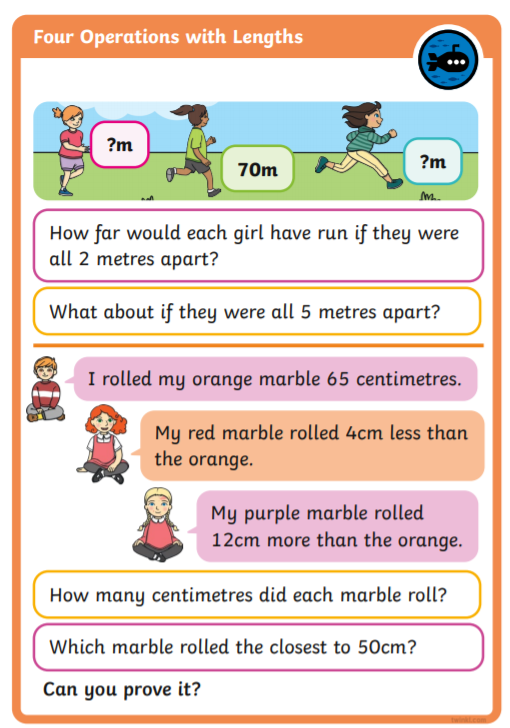 Four Operations with Lengths
?m
70m
?m
How far would each girl have run if they were
all 2 metres apart?
What about if they were all 5 metres apart?
I rolled my orange marble 65 centimetres.
My red marble rolled 4cm less than
the orange.
My purple marble rolled
12cm more than the orange.
How many centimetres did each marble roll?
Which marble rolled the closest to 50cm?
Can you prove it?
twinkl.com